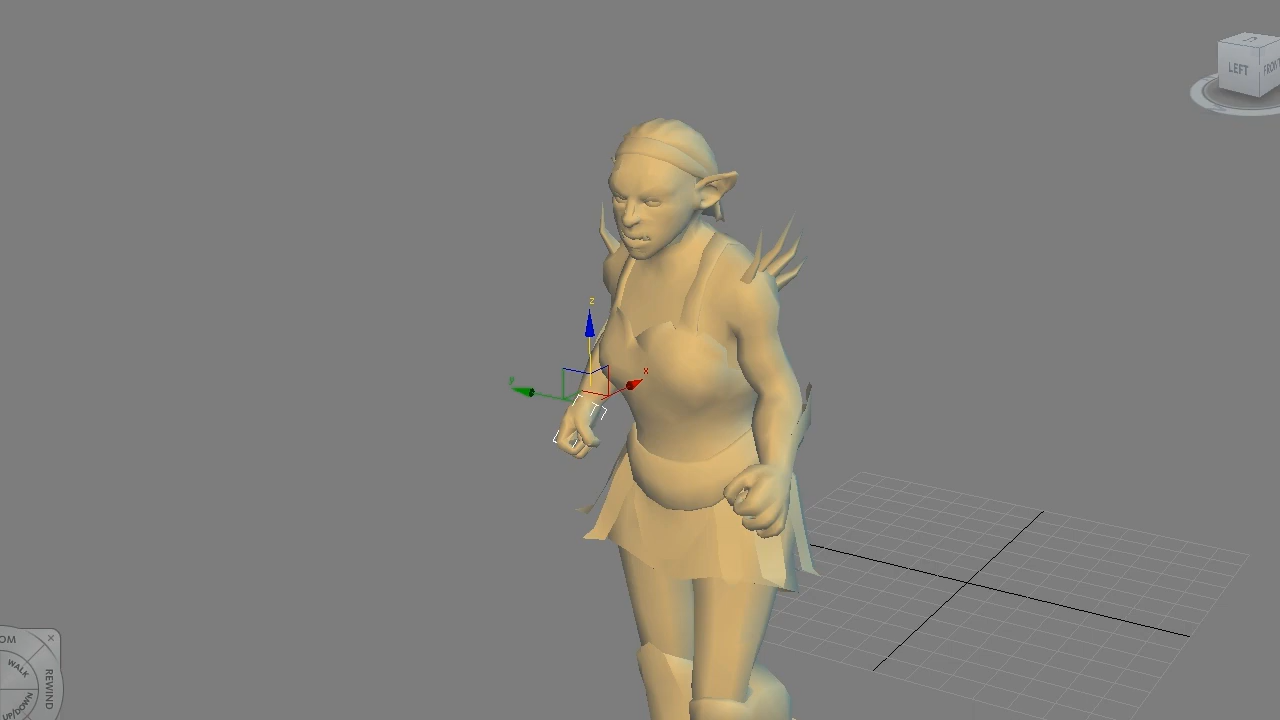 LEFT
FRONT
z
x
y
OM
WALK
REWIND
UP/DOWN